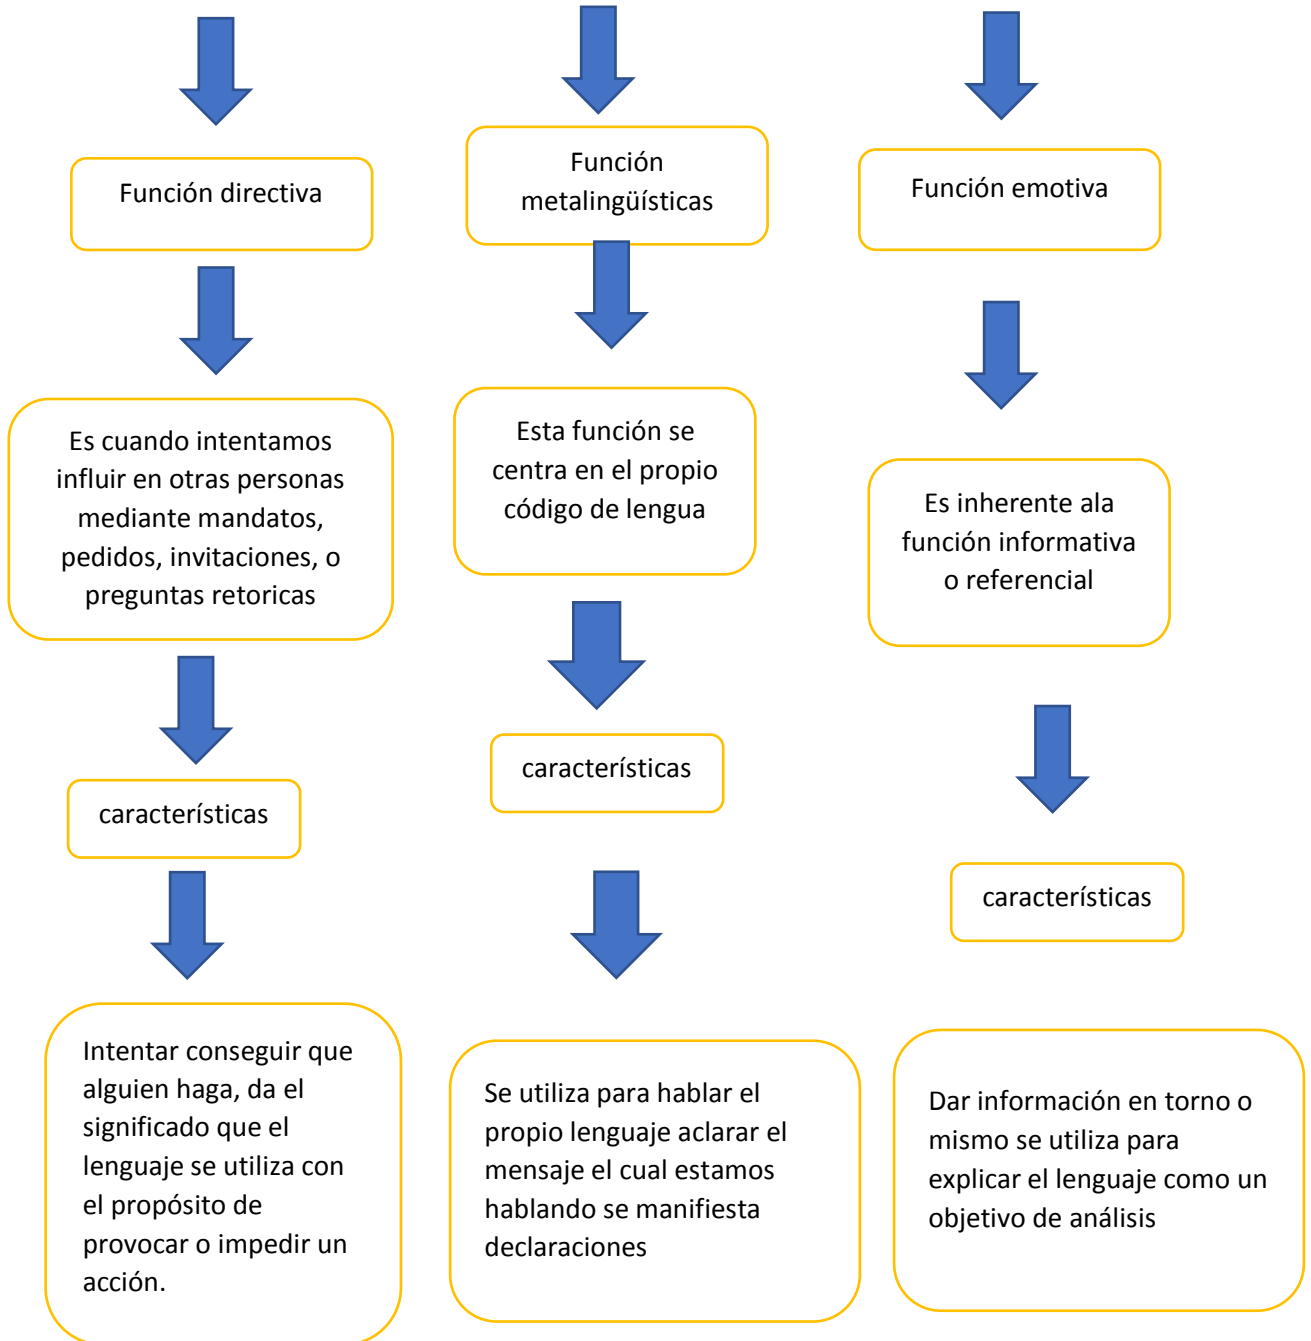 Función directiva
Es cuando intentamos
influir en otras personas
mediante mandatos,
pedidos, invitaciones, o
preguntas retoricas
características
Intentar conseguir que
alguien haga, da el
significado que el
lenguaje se utiliza con
el propósito de
provocar o impedir un
acción.
Función
metalingüísticas
Esta función se
centra en el propio
código de lengua
características
Se utiliza para hablar el
propio lenguaje aclarar el
mensaje el cual estamos
hablando se manifiesta
declaraciones
Función emotiva
Es inherente ala
función informativa
o referencial
características
Dar información en torno o
mismo se utiliza para
explicar el lenguaje como un
objetivo de análisis